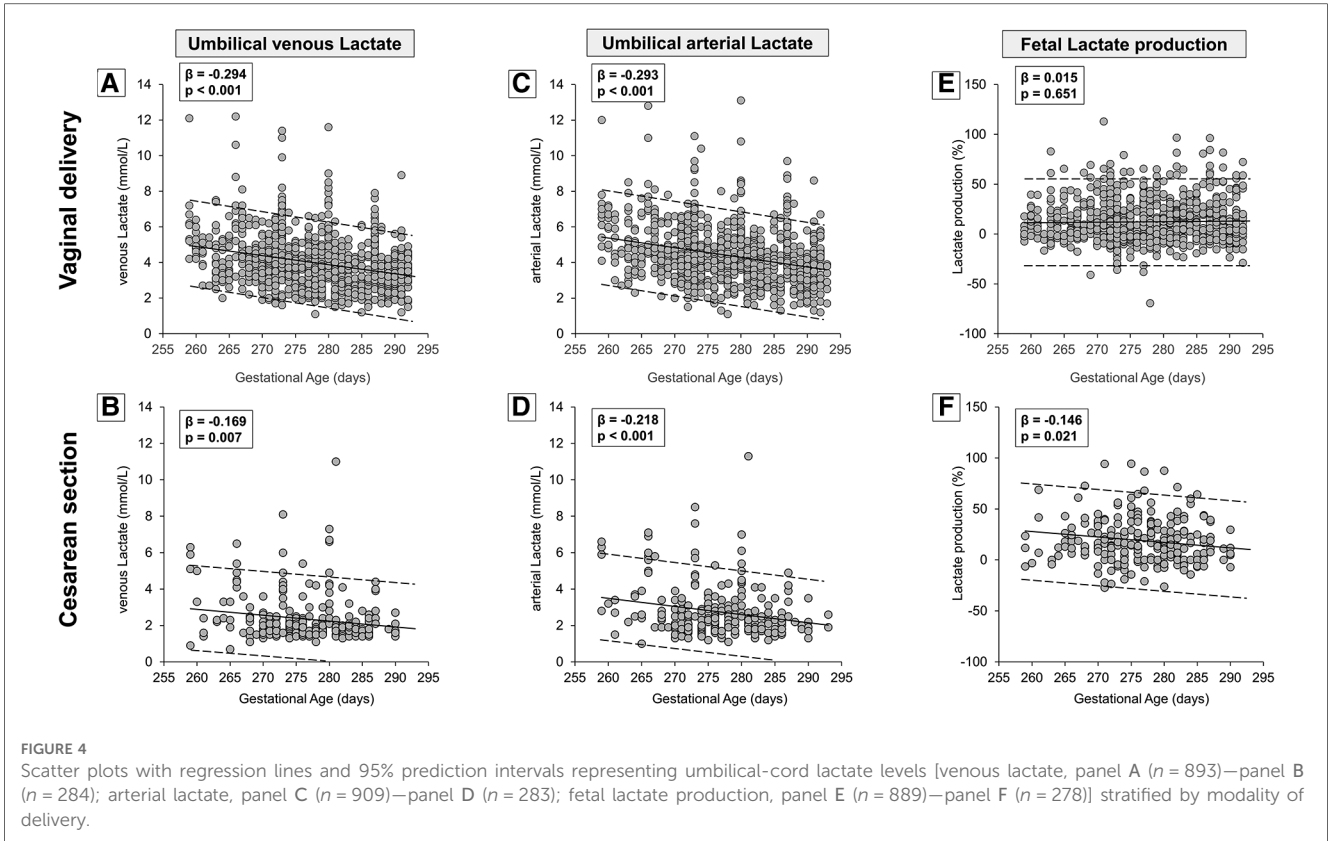 Umbilical venous Lactate
Umbilical arterial Lactate
Fetal Lactate production
Vaginal delivery
A
β = -0.294
p < 0.001
14
12
10
8
6
4
2
0
venous Lactate (mmol/L)
255 260 265 270 275 280 285 290 295
Gestational Age (days)
C
β = -0.293
p < 0.001
14
12
10
8
6
4
2
0
arterial Lactate (mmol/L)
255 260 265 270 275 280 285 290 295
Gestational Age (days)
E
β = 0.015
p = 0.651
150
100
50
0
-50
-100
Lactate production (%)
255 260 265 270 275 280 285 290 295
Gestational Age (days)
Cesarean section
B
β = -0.169
p = 0.007
14
12
10
8
6
4
2
0
venous Lactate (mmol/L)
255 260 265 270 275 280 285 290 295
Gestational Age (days)
D
β = -0.218
p < 0.001
14
12
10
8
6
4
2
0
arterial Lactate (mmol/L)
255 260 265 270 275 280 285 290 295
Gestational Age (days)
F
β = -0.146
p = 0.021
150
100
50
0
-50
-100
Lactate production (%)
255 260 265 270 275 280 285 290 295
Gestational Age (days)
FIGURE 4
Scatter plots with regression lines and 95% prediction intervals representing umbilical-cord lactate levels [venous lactate, panel A (n = 893)—panel B
(n = 284); arterial lactate, panel C (n = 909)—panel D (n = 283); fetal lactate production, panel E (n = 889)—panel F (n = 278)] stratified by modality of
delivery.